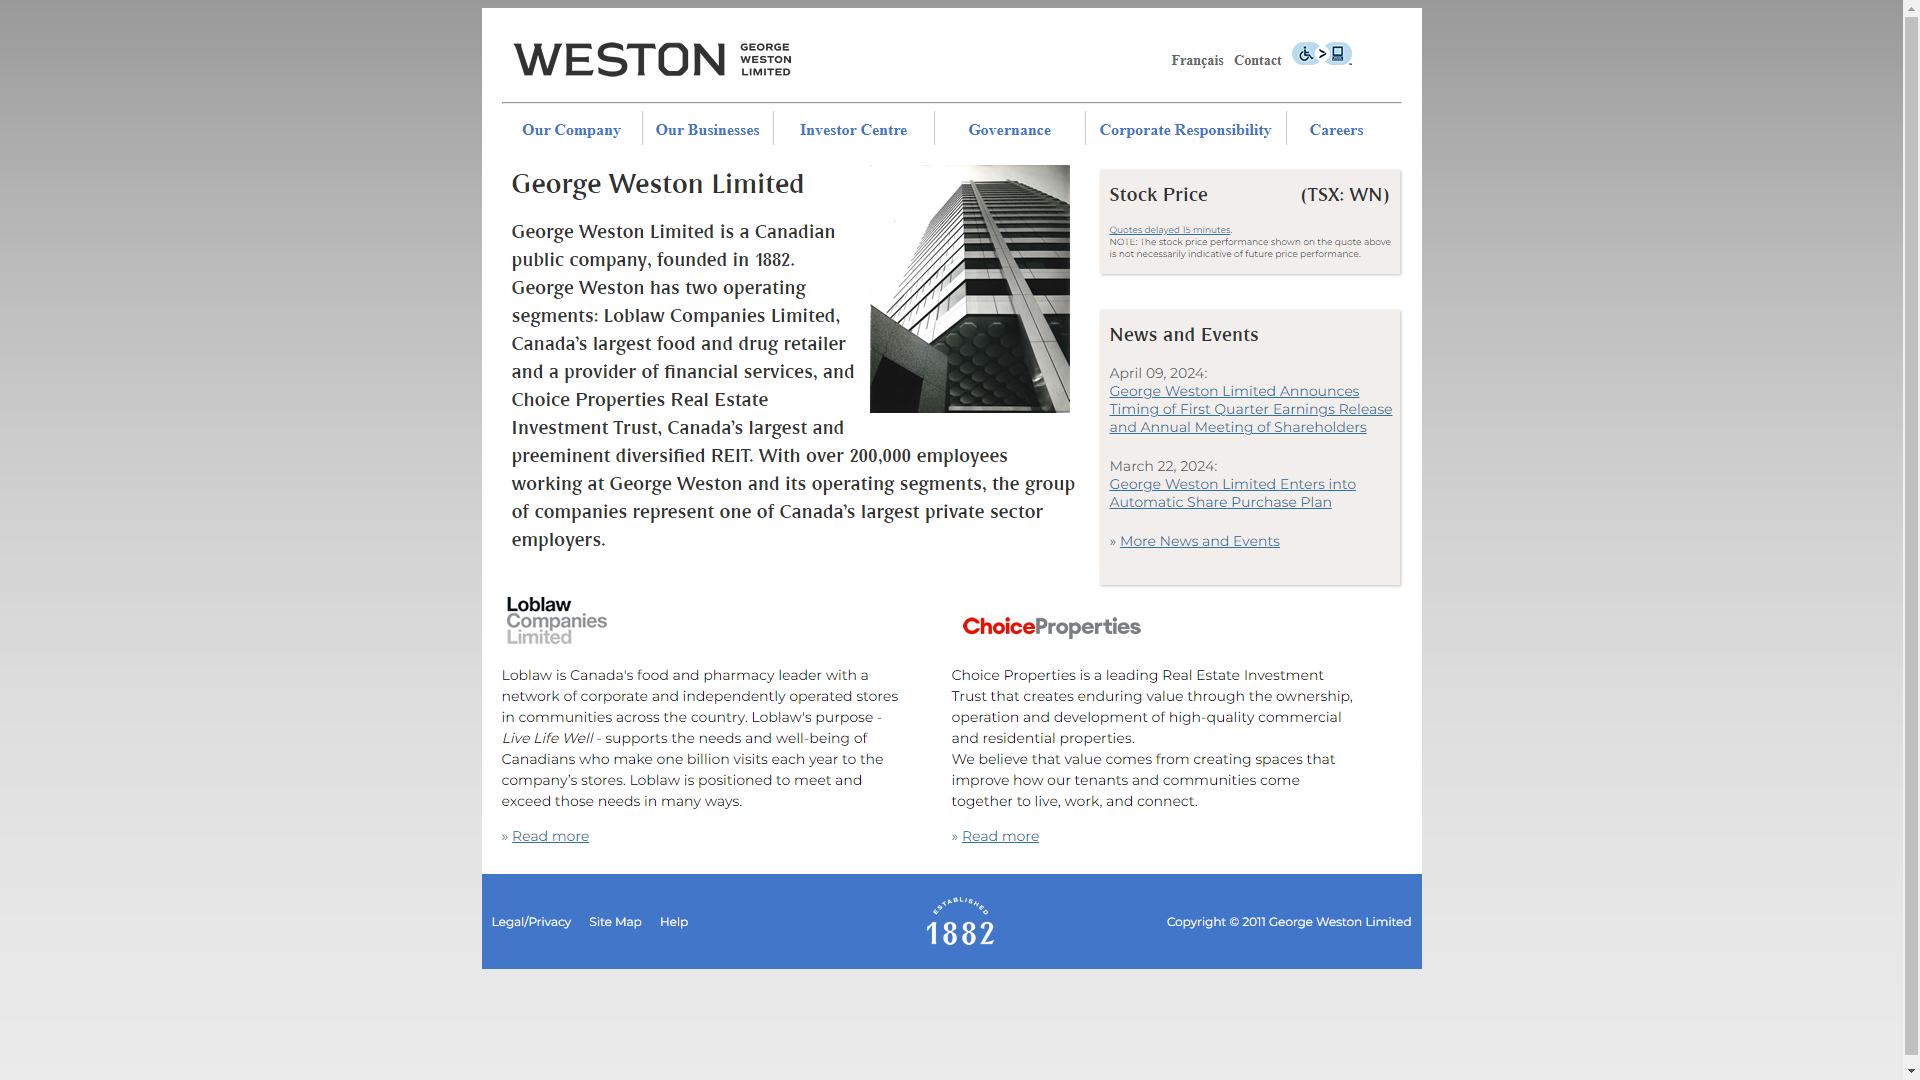 WESTON GEORGE WESTON LIMITED
Français Contact
Our Company Our Businesses Investor Centre Governance Corporate Responsibility Careers
George Weston Limited
George Weston Limited is a Canadian
public company, founded in 1882.
George Weston has two operating
segments: Loblaw Companies Limited,
Canada’s largest food and drug retailer
and a provider of financial services, and
Choice Properties Real Estate
Investment Trust, Canada’s largest and
preeminent diversified REIT. With over 200,000 employees
working at George Weston and its operating segments, the group
of companies represent one of Canada’s largest private sector
employers.
Stock Price (TSX: WN)
Quotes delayed 15 minutes.
NOTE: The stock price performance shown on the quote above
is not necessarily indicative of future price performance.
News and Events
April 09, 2024:
George Weston Limited Announces
Timing of First Quarter Earnings Release
and Annual Meeting of Shareholders
March 22, 2024:
George Weston Limited Enters into
Automatic Share Purchase Plan
» More News and Events
Loblaw
Companies
Limited
Loblaw is Canada's food and pharmacy leader with a
network of corporate and independently operated stores
in communities across the country. Loblaw's purpose -
Live Life Well - supports the needs and well-being of
Canadians who make one billion visits each year to the
company’s stores. Loblaw is positioned to meet and
exceed those needs in many ways.
» Read more
ChoiceProperties
Choice Properties is a leading Real Estate Investment
Trust that creates enduring value through the ownership,
operation and development of high-quality commercial
and residential properties.
We believe that value comes from creating spaces that
improve how our tenants and communities come
together to live, work, and connect.
» Read more
Legal/Privacy Site Map Help
ESTABLISHED
1882
Copyright © 2011 George Weston Limited